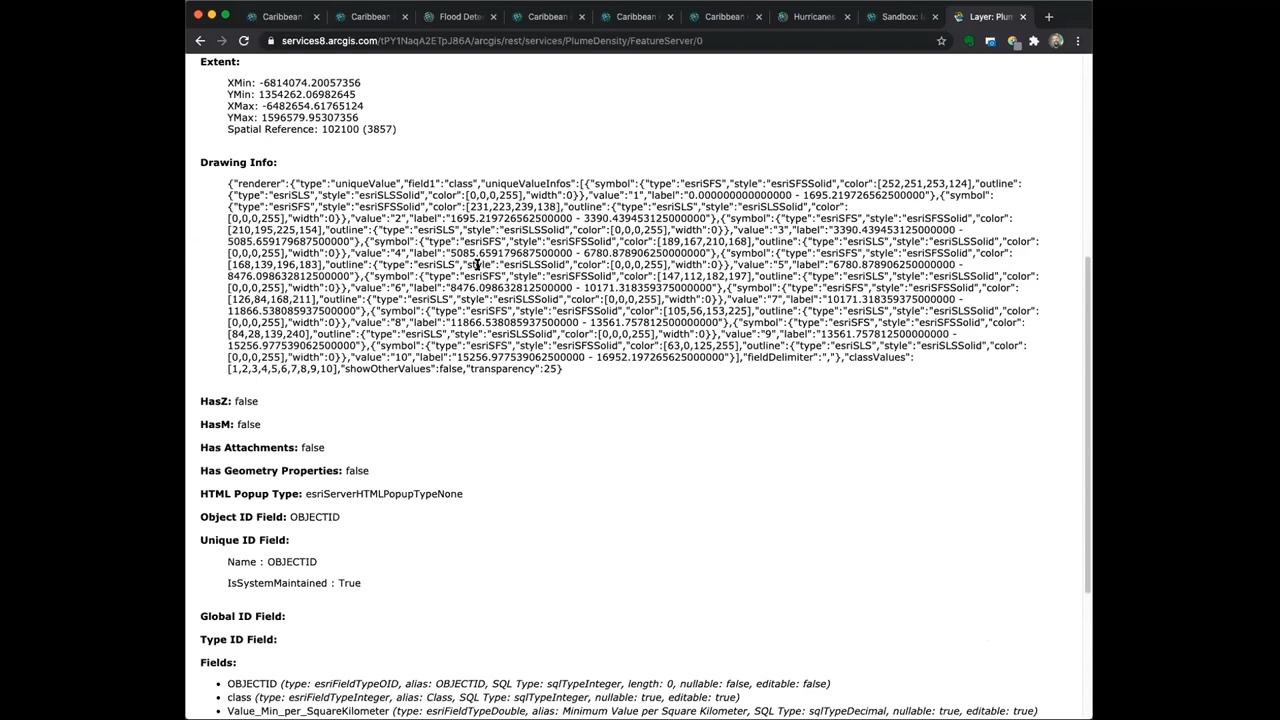 Caribbean
Caribbean
Flood Dete
Caribbean
Caribbean
Caribbean
Hurricanes
Sandbox:
Layer: Plum
services8.arcgis.com/tPY1NaqA2ETpJ86A/arcgis/rest/services/PlumeDensity/FeatureServer/0
Extent:
XMin: -6814074.20057356
YMin: 1354262.06982645
XMax: -6482654.61765124
YMax: 1596579.95307356
Spatial Reference: 102100 (3857)
Drawing Info:
{"renderer":{"type":"uniqueValue","field1":"class","uniqueValueInfos":[{"symbol":{"type":"esriSFS","style":"esriSFSSolid","color":[252,251,253,124],"outline":
{"type":"esriSLS","style":"esriSLSSolid","color":[0,0,0,255],"width":0}},"value":"1","label":"0.000000000000000 - 1695.219726562500000"},{"symbol":
{"type":"esriSFS","style":"esriSFSSolid","color":[231,223,239,138],"outline":{"type":"esriSLS","style":"esriSLSSolid","color":
[0,0,0,255],"width":0}},"value":"2","label":"1695.219726562500000 - 3390.439453125000000"},{"symbol":{"type":"esriSFS","style":"esriSFSSolid","color":
[210,195,225,154],"outline":{"type":"esriSLS","style":"esriSLSSolid","color":[0,0,0,255],"width":0}},"value":"3","label":"3390.439453125000000 -
5085.659179687500000"},{"symbol":{"type":"esriSFS","style":"esriSFSSolid","color":[189,167,210,168],"outline":{"type":"esriSLS","style":"esriSLSSolid","color":
[0,0,0,255],"width":0}},"value":"4","label":"5085.659179687500000 - 6780.878906250000000"},{"symbol":{"type":"esriSFS","style":"esriSFSSolid","color":
[168,139,196,183],"outline":{"type":"esriSLS","style":"esriSLSSolid","color":[0,0,0,255],"width":0}},"value":"5","label":"6780.878906250000000 -
8476.098632812500000"},{"symbol":{"type":"esriSFS","style":"esriSFSSolid","color":[147,112,182,197],"outline":{"type":"esriSLS","style":"esriSLSSolid","color":
[0,0,0,255],"width":0}},"value":"6","label":"8476.098632812500000 - 10171.318359375000000"},{"symbol":{"type":"esriSFS","style":"esriSFSSolid","color":
[126,84,168,211],"outline":{"type":"esriSLS","style":"esriSLSSolid","color":[0,0,0,255],"width":0}},"value":"7","label":"10171.318359375000000 -
11866.538085937500000"},{"symbol":{"type":"esriSFS","style":"esriSFSSolid","color":[105,56,153,225],"outline":{"type":"esriSLS","style":"esriSLSSolid","color":
[0,0,0,255],"width":0}},"value":"8","label":"11866.538085937500000 - 13561.757812500000000"},{"symbol":{"type":"esriSFS","style":"esriSFSSolid","color":
[84,28,139,240],"outline":{"type":"esriSLS","style":"esriSLSSolid","color":[0,0,0,255],"width":0}},"value":"9","label":"13561.757812500000000 -
15256.977539062500000"},{"symbol":{"type":"esriSFS","style":"esriSFSSolid","color":[63,0,125,255],"outline":{"type":"esriSLS","style":"esriSLSSolid","color":
[0,0,0,255],"width":0}},"value":"10","label":"15256.977539062500000 - 16952.197265625000000"}],"fieldDelimiter":","},"classValues":
[1,2,3,4,5,6,7,8,9,10],"showOtherValues":false,"transparency":25}
HasZ: false
HasM: false
Has Attachments: false
Has Geometry Properties: false
HTML Popup Type: esriServerHTMLPopupTypeNone
Object ID Field: OBJECTID
Unique ID Field:
Name : OBJECTID
IsSystemMaintained : True
Global ID Field:
Type ID Field:
Fields:
• OBJECTID (type: esriFieldTypeOID, alias: OBJECTID, SQL Type: sqlTypeInteger, length: 0, nullable: false, editable: false)
• class (type: esriFieldTypeInteger, alias: Class, SQL Type: sqlTypeInteger, nullable: true, editable: true)
• Value_Min_per_SquareKilometer (type: esriFieldTypeDouble, alias: Minimum Value per Square Kilometer, SQL Type: sqlTypeDecimal, nullable: true, editable: true)